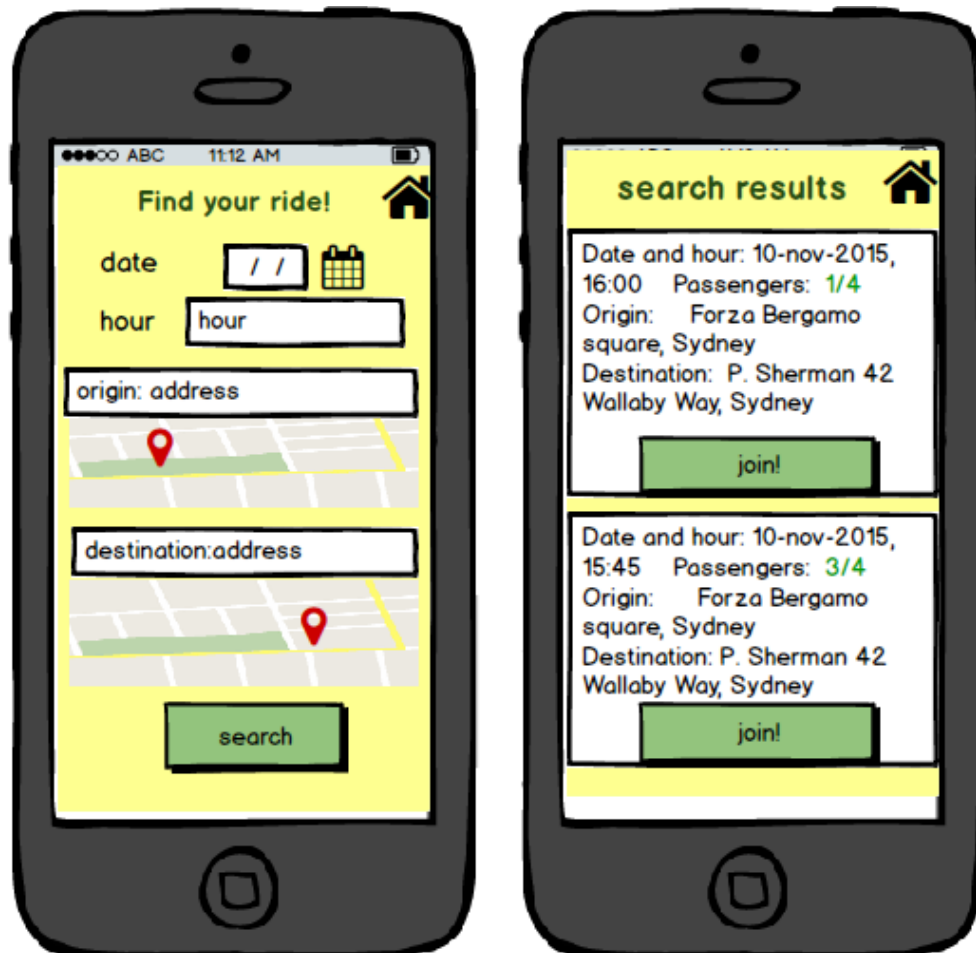 ABC 11:12 AM
Find your ride!
date / /
hour hour
origin: address
destination:address
search
search results
Date and hour: 10-nov-2015,
16:00 Passengers: 1/4
Origin: Forza Bergamo
square, Sydney
Destination: P. Sherman 42
Wallaby Way, Sydney
join!
Date and hour: 10-nov-2015,
15:45 Passengers: 3/4
Origin: Forza Bergamo
square, Sydney
Destination: P. Sherman 42
Wallaby Way, Sydney
join!